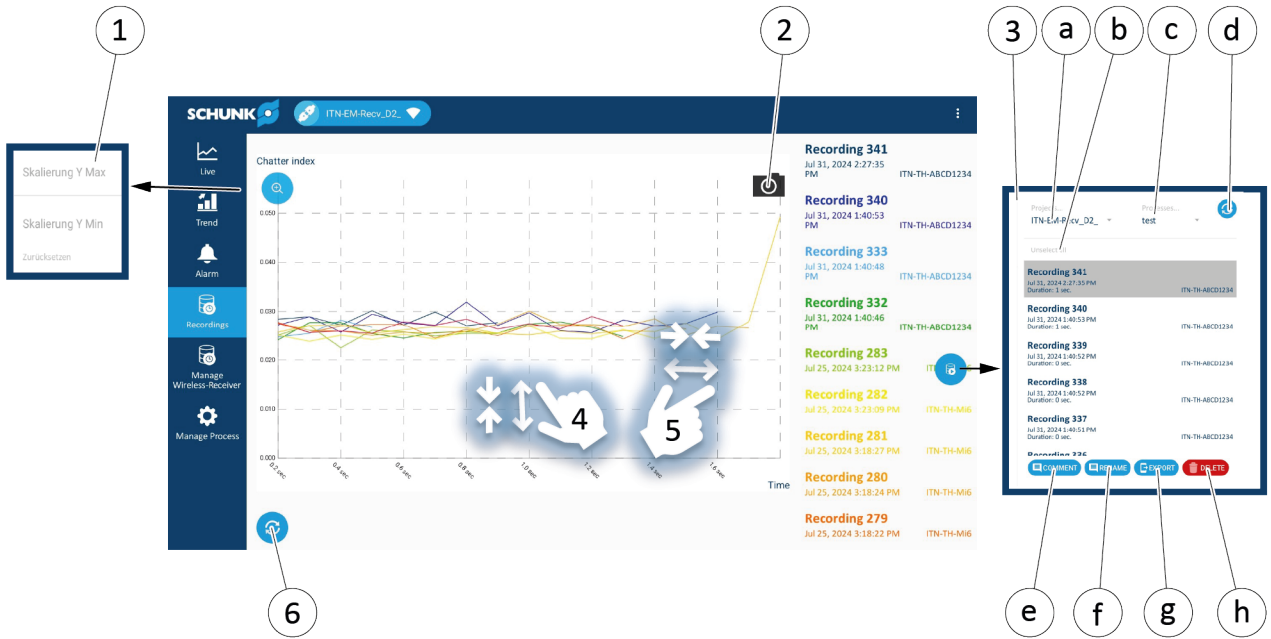 1
2
3
a
b
c
d
SCHUNK
ITN-EM-Recv_D2_
Skalierung Y Max
Skalierung Y Min
Zurücksetzen
Live
Trend
Alarm
Recordings
Manage
Wireless-Receiver
Manage Process
Chatter index
0.050
0.040
0.030
0.020
0.010
0.000
0.2 sec
0.4 sec
0.6 sec
0.8 sec
1.0 sec
1.2 sec
1.4 sec
1.6 sec
Time
4
5
Recording 341
Jul 31, 2024 2:27:35
PM ITN-TH-ABCD1234
Recording 340
Jul 31, 2024 1:40:53
PM ITN-TH-ABCD1234
Recording 333
Jul 31, 2024 1:40:48
PM ITN-TH-ABCD1234
Recording 332
Jul 31, 2024 1:40:46
PM ITN-TH-ABCD1234
Recording 283
Jul 25, 2024 3:23:12 PM
Recording 282
Jul 25, 2024 3:23:09 PM ITN-TH-Mi6
Recording 281
Jul 25, 2024 3:18:27 PM ITN-TH-Mi6
Recording 280
Jul 25, 2024 3:18:24 PM ITN-TH-Mi6
Recording 279
Jul 25, 2024 3:18:22 PM ITN-TH-Mi6
Projects... Processes...
ITN-EM-Recv_D2_ test
Unselect all
Recording 341
Jul 31, 2024 2:27:35 PM
Duration: 1 sec. ITN-TH-ABCD1234
Recording 340
Jul 31, 2024 1:40:53 PM
Duration: 1 sec. ITN-TH-ABCD1234
Recording 339
Jul 31, 2024 1:40:52 PM
Duration: 0 sec. ITN-TH-ABCD1234
Recording 338
Jul 31, 2024 1:40:52 PM
Duration: 0 sec. ITN-TH-ABCD1234
Recording 337
Jul 31, 2024 1:40:51 PM
Duration: 0 sec. ITN-TH-ABCD1234
Recording 336
COMMENT RENAME EXPORT DELETE
6
e
f
g
h